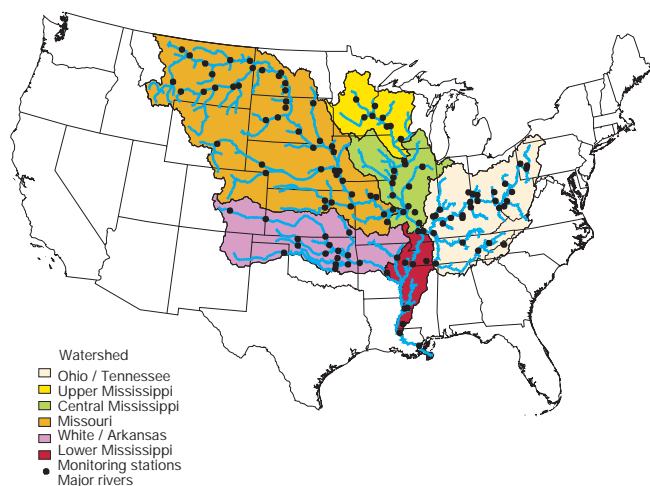 Watershed
Ohio / Tennessee
Upper Mississippi
Central Mississippi
Missouri
White / Arkansas
Lower Mississippi
Monitoring stations
Major rivers